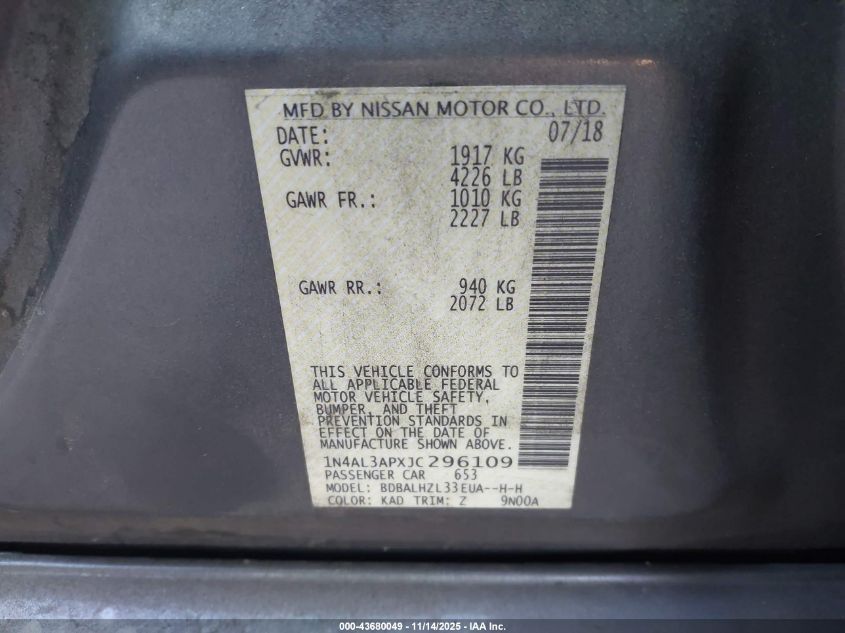 MFD BY NISSAN MOTOR CO., LTD.
DATE: 07/18
GVWR: 1917 KG
4226 LB
GAWR FR.: 1010 KG
2227 LB
GAWR RR.: 940 KG
2072 LB
THIS VEHICLE CONFORMS TO
ALL APPLICABLE FEDERAL
MOTOR VEHICLE SAFETY,
BUMPER, AND THEFT
PREVENTION STANDARDS IN
EFFECT ON THE DATE OF
MANUFACTURE SHOWN ABOVE.
1N4AL3APXJC296109
PASSENGER CAR 653
MODEL: BDBALHZL33EUA--H-H
COLOR: KAD TRIM: Z 9N00A
000-43680049 - 11/14/2025 - IAA Inc.